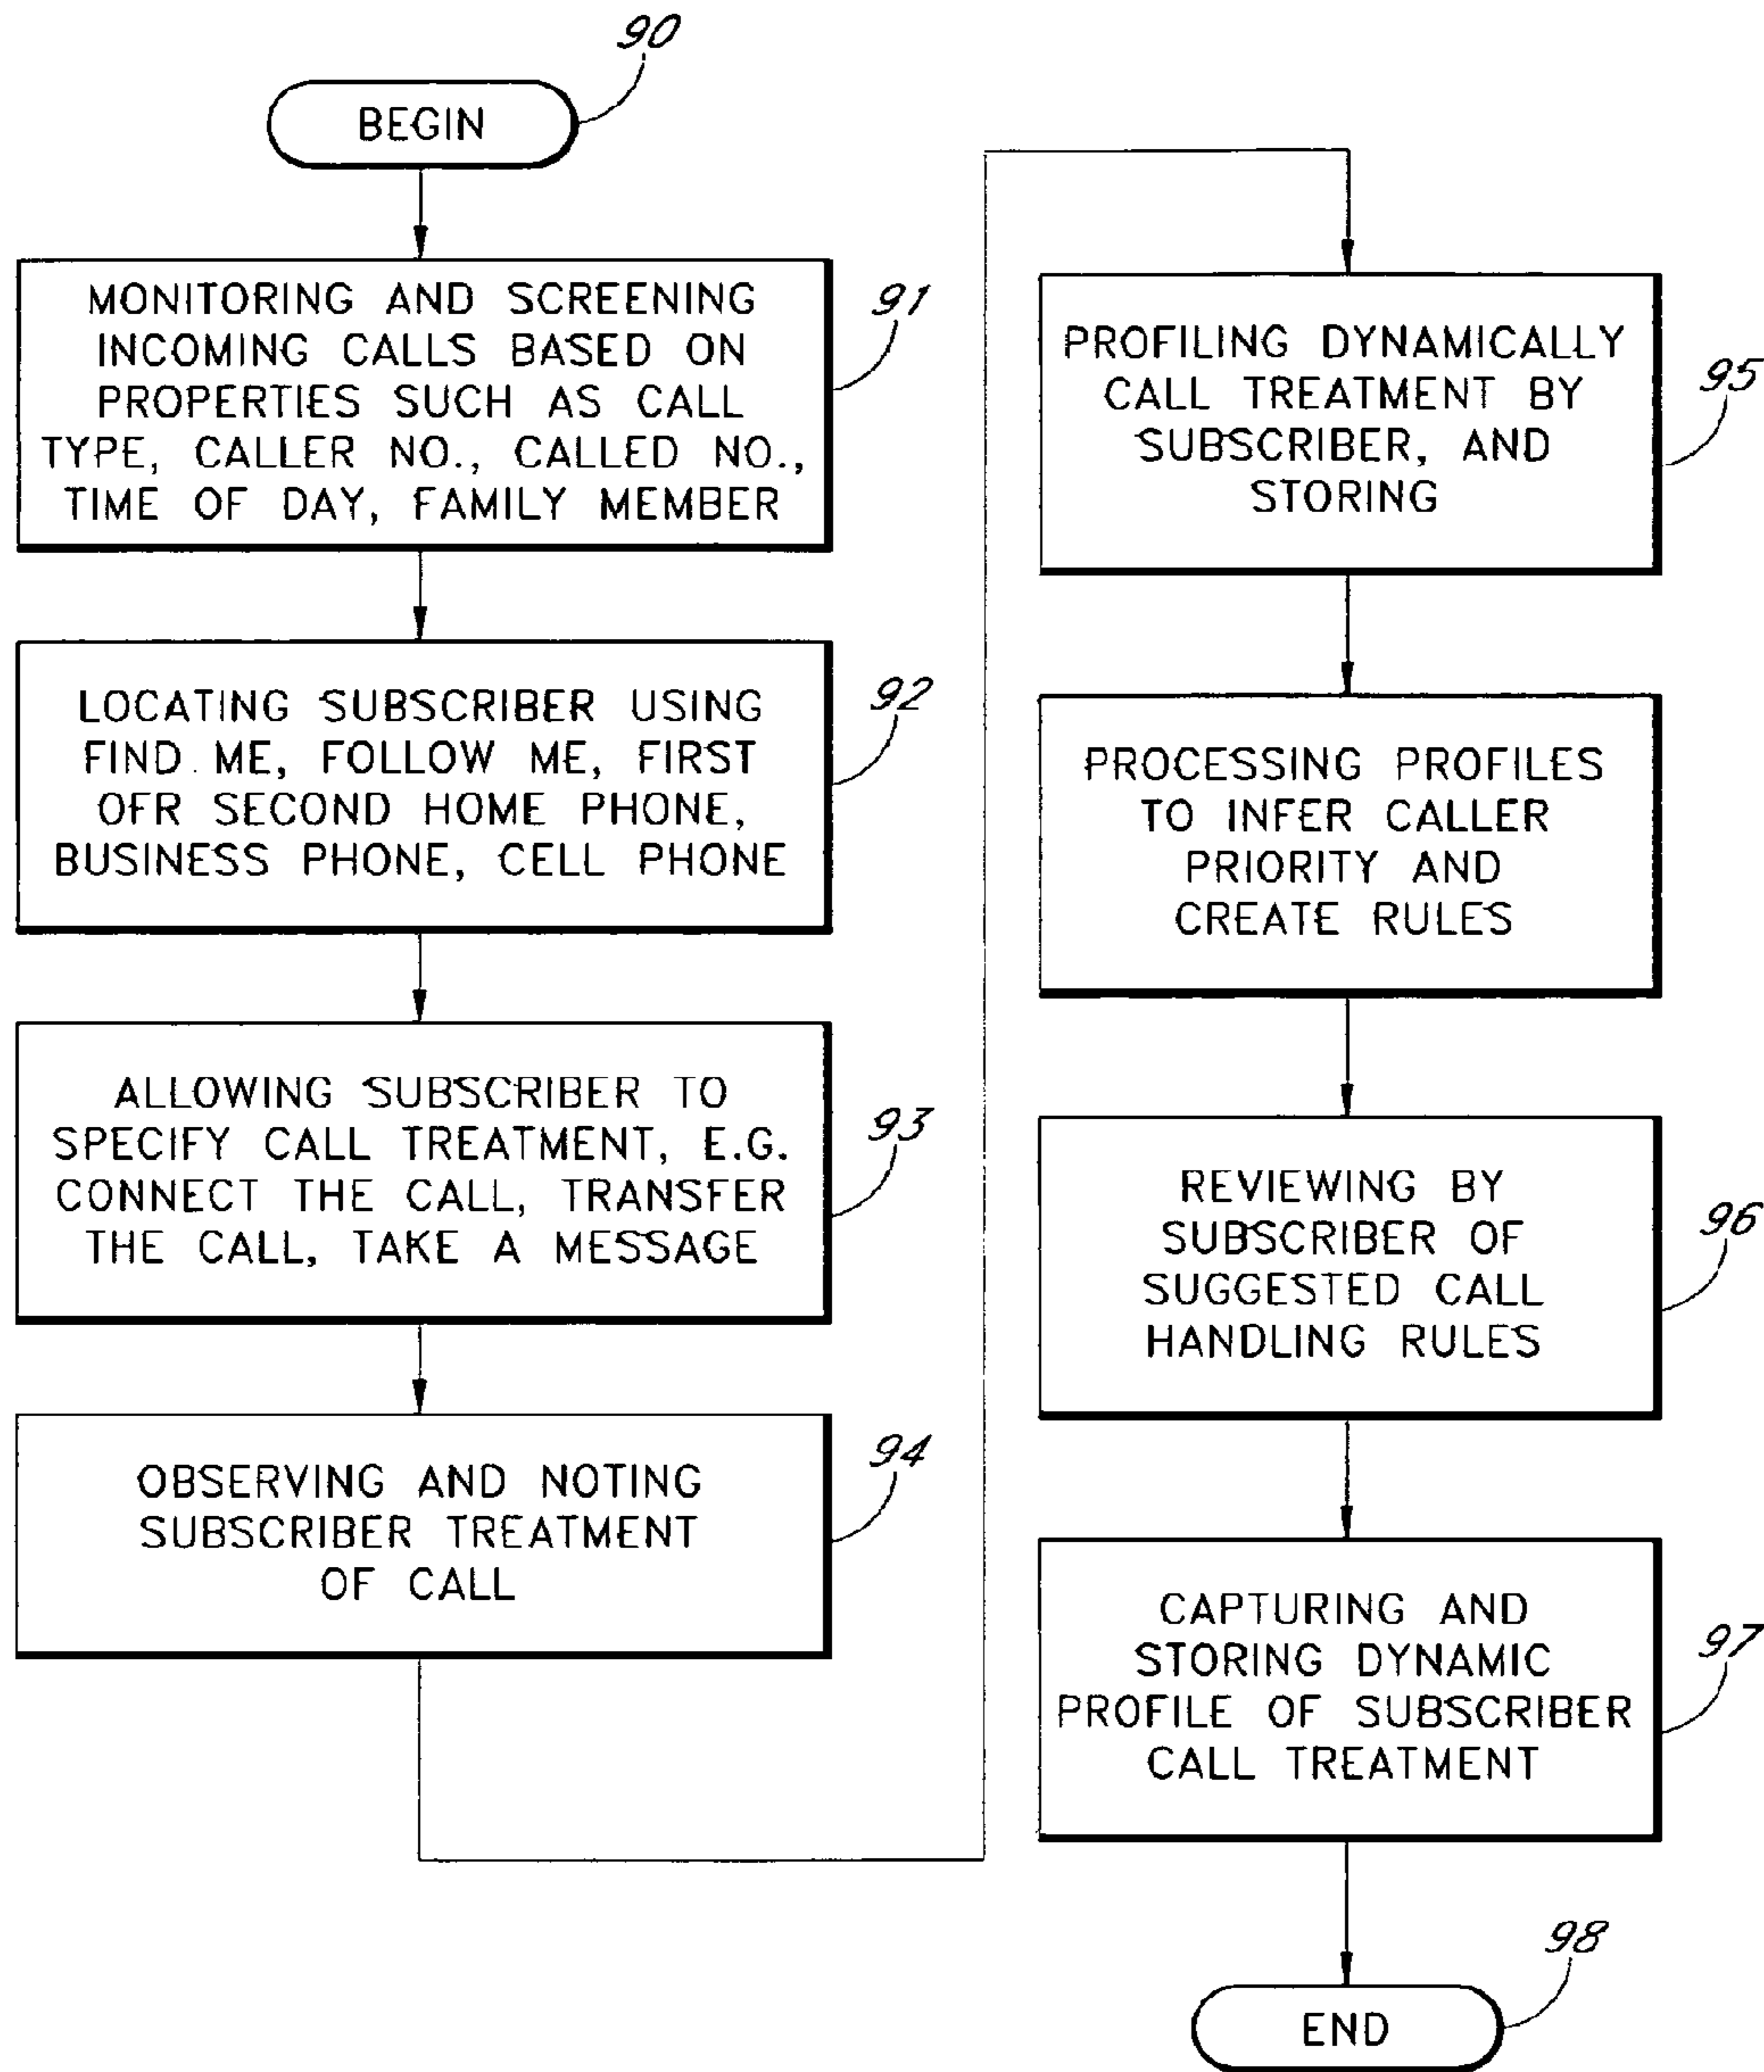 90
BEGIN
MONITORING AND SCREENING
INCOMING CALLS BASED ON
PROPERTIES SUCH AS CALL
TYPE, CALLER NO., CALLED NO.,
TIME OF DAY, FAMILY MEMBER
91
LOCATING SUBSCRIBER USING
FIND ME, FOLLOW ME, FIRST
OFR SECOND HOME PHONE,
BUSINESS PHONE, CELL PHONE
92
ALLOWING SUBSCRIBER TO
SPECIFY CALL TREATMENT, E.G.
CONNECT THE CALL, TRANSFER
THE CALL, TAKE A MESSAGE
93
OBSERVING AND NOTING
SUBSCRIBER TREATMENT
OF CALL
94
PROFILING DYNAMICALLY
CALL TREATMENT BY
SUBSCRIBER, AND
STORING
95
PROCESSING PROFILES
TO INFER CALLER
PRIORITY AND
CREATE RULES
REVIEWING BY
SUBSCRIBER OF
SUGGESTED CALL
HANDLING RULES
96
CAPTURING AND
STORING DYNAMIC
PROFILE OF SUBSCRIBER
CALL TREATMENT
97
98
END